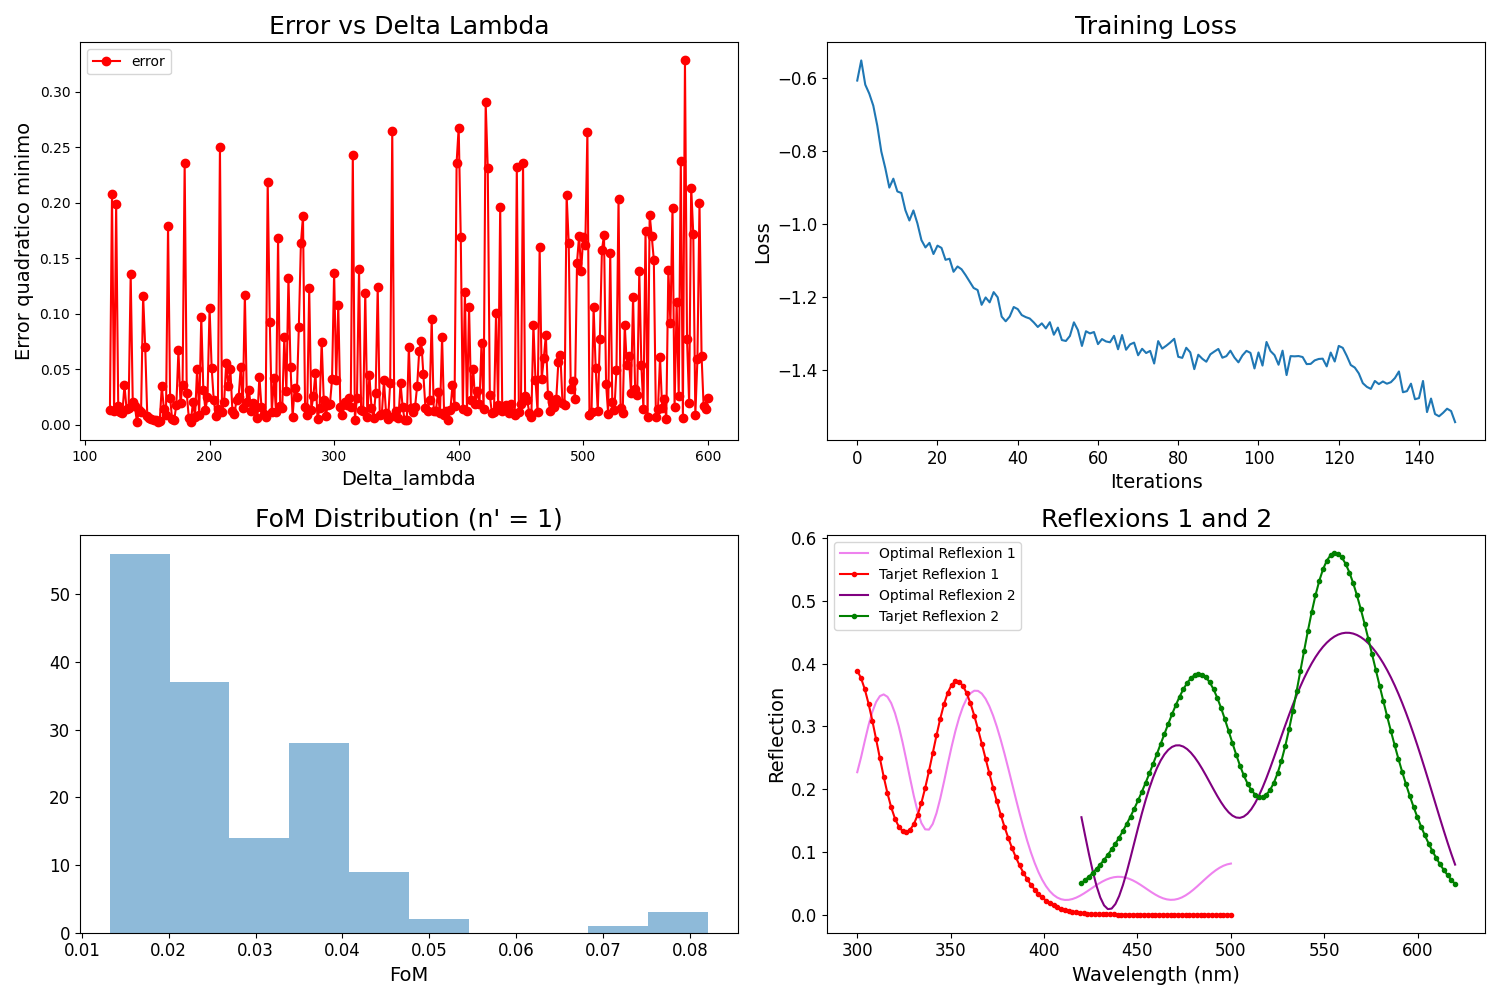 Error vs Delta Lambda
error
Error quadratico minimo
0.30
0.25
0.20
0.15
0.10
0.05
0.00
100 200 300 400 500 600
Delta_lambda
Training Loss
Loss
−0.6
−0.8
−1.0
−1.2
−1.4
0 20 40 60 80 100 120 140
Iterations
FoM Distribution (n' = 1)
50
40
30
20
10
0
0.01 0.02 0.03 0.04 0.05 0.06 0.07 0.08
FoM
Reflexions 1 and 2
Optimal Reflexion 1
Tarjet Reflexion 1
Optimal Reflexion 2
Tarjet Reflexion 2
Reflection
0.6
0.5
0.4
0.3
0.2
0.1
0.0
300 350 400 450 500 550 600
Wavelength (nm)